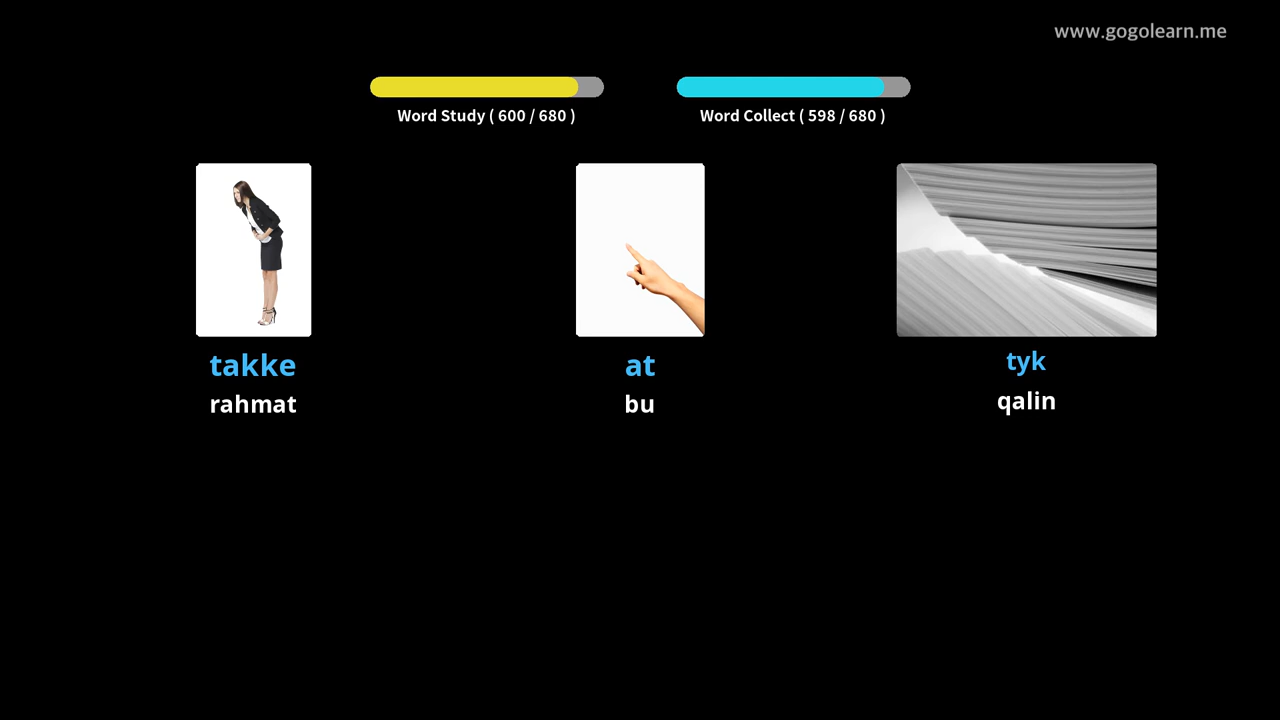 www.gogolearn.me
Word Study ( 600 / 680 )
Word Collect ( 598 / 680 )
takke
rahmat
at
bu
tyk
qalin